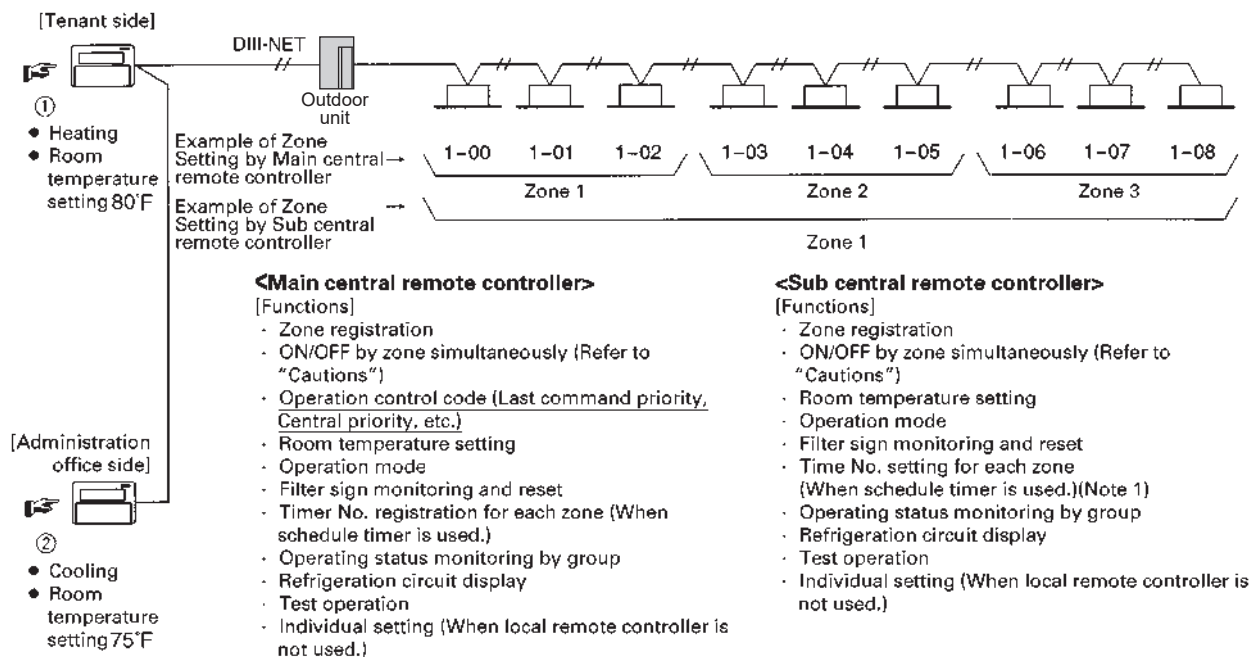 [Tenant side]
DIII-NET
Outdoor
unit
①
● Heating
● Room
temperature
setting 80°F
Example of Zone
Setting by Main central→
remote controller
1-00 1-01 1-02 1-03 1-04 1-05 1-06 1-07 1-08
Zone 1 Zone 2 Zone 3
Example of Zone →
Setting by Sub central
remote controller
Zone 1
<Main central remote controller>
[Functions]
· Zone registration
· ON/OFF by zone simultaneously (Refer to
"Cautions")
· Operation control code (Last command priority,
Central priority, etc.)
· Room temperature setting
· Operation mode
· Filter sign monitoring and reset
· Timer No. registration for each zone (When
schedule timer is used.)
· Operating status monitoring by group
· Refrigeration circuit display
· Test operation
· Individual setting (When local remote controller is
not used.)
<Sub central remote controller>
[Functions]
· Zone registration
· ON/OFF by zone simultaneously (Refer to
"Cautions")
· Room temperature setting
· Operation mode
· Filter sign monitoring and reset
· Time No. setting for each zone
(When schedule timer is used.)(Note 1)
· Operating status monitoring by group
· Refrigeration circuit display
· Test operation
· Individual setting (When local remote controller is
not used.)
[Administration
office side]
②
● Cooling
● Room
temperature
setting 75°F